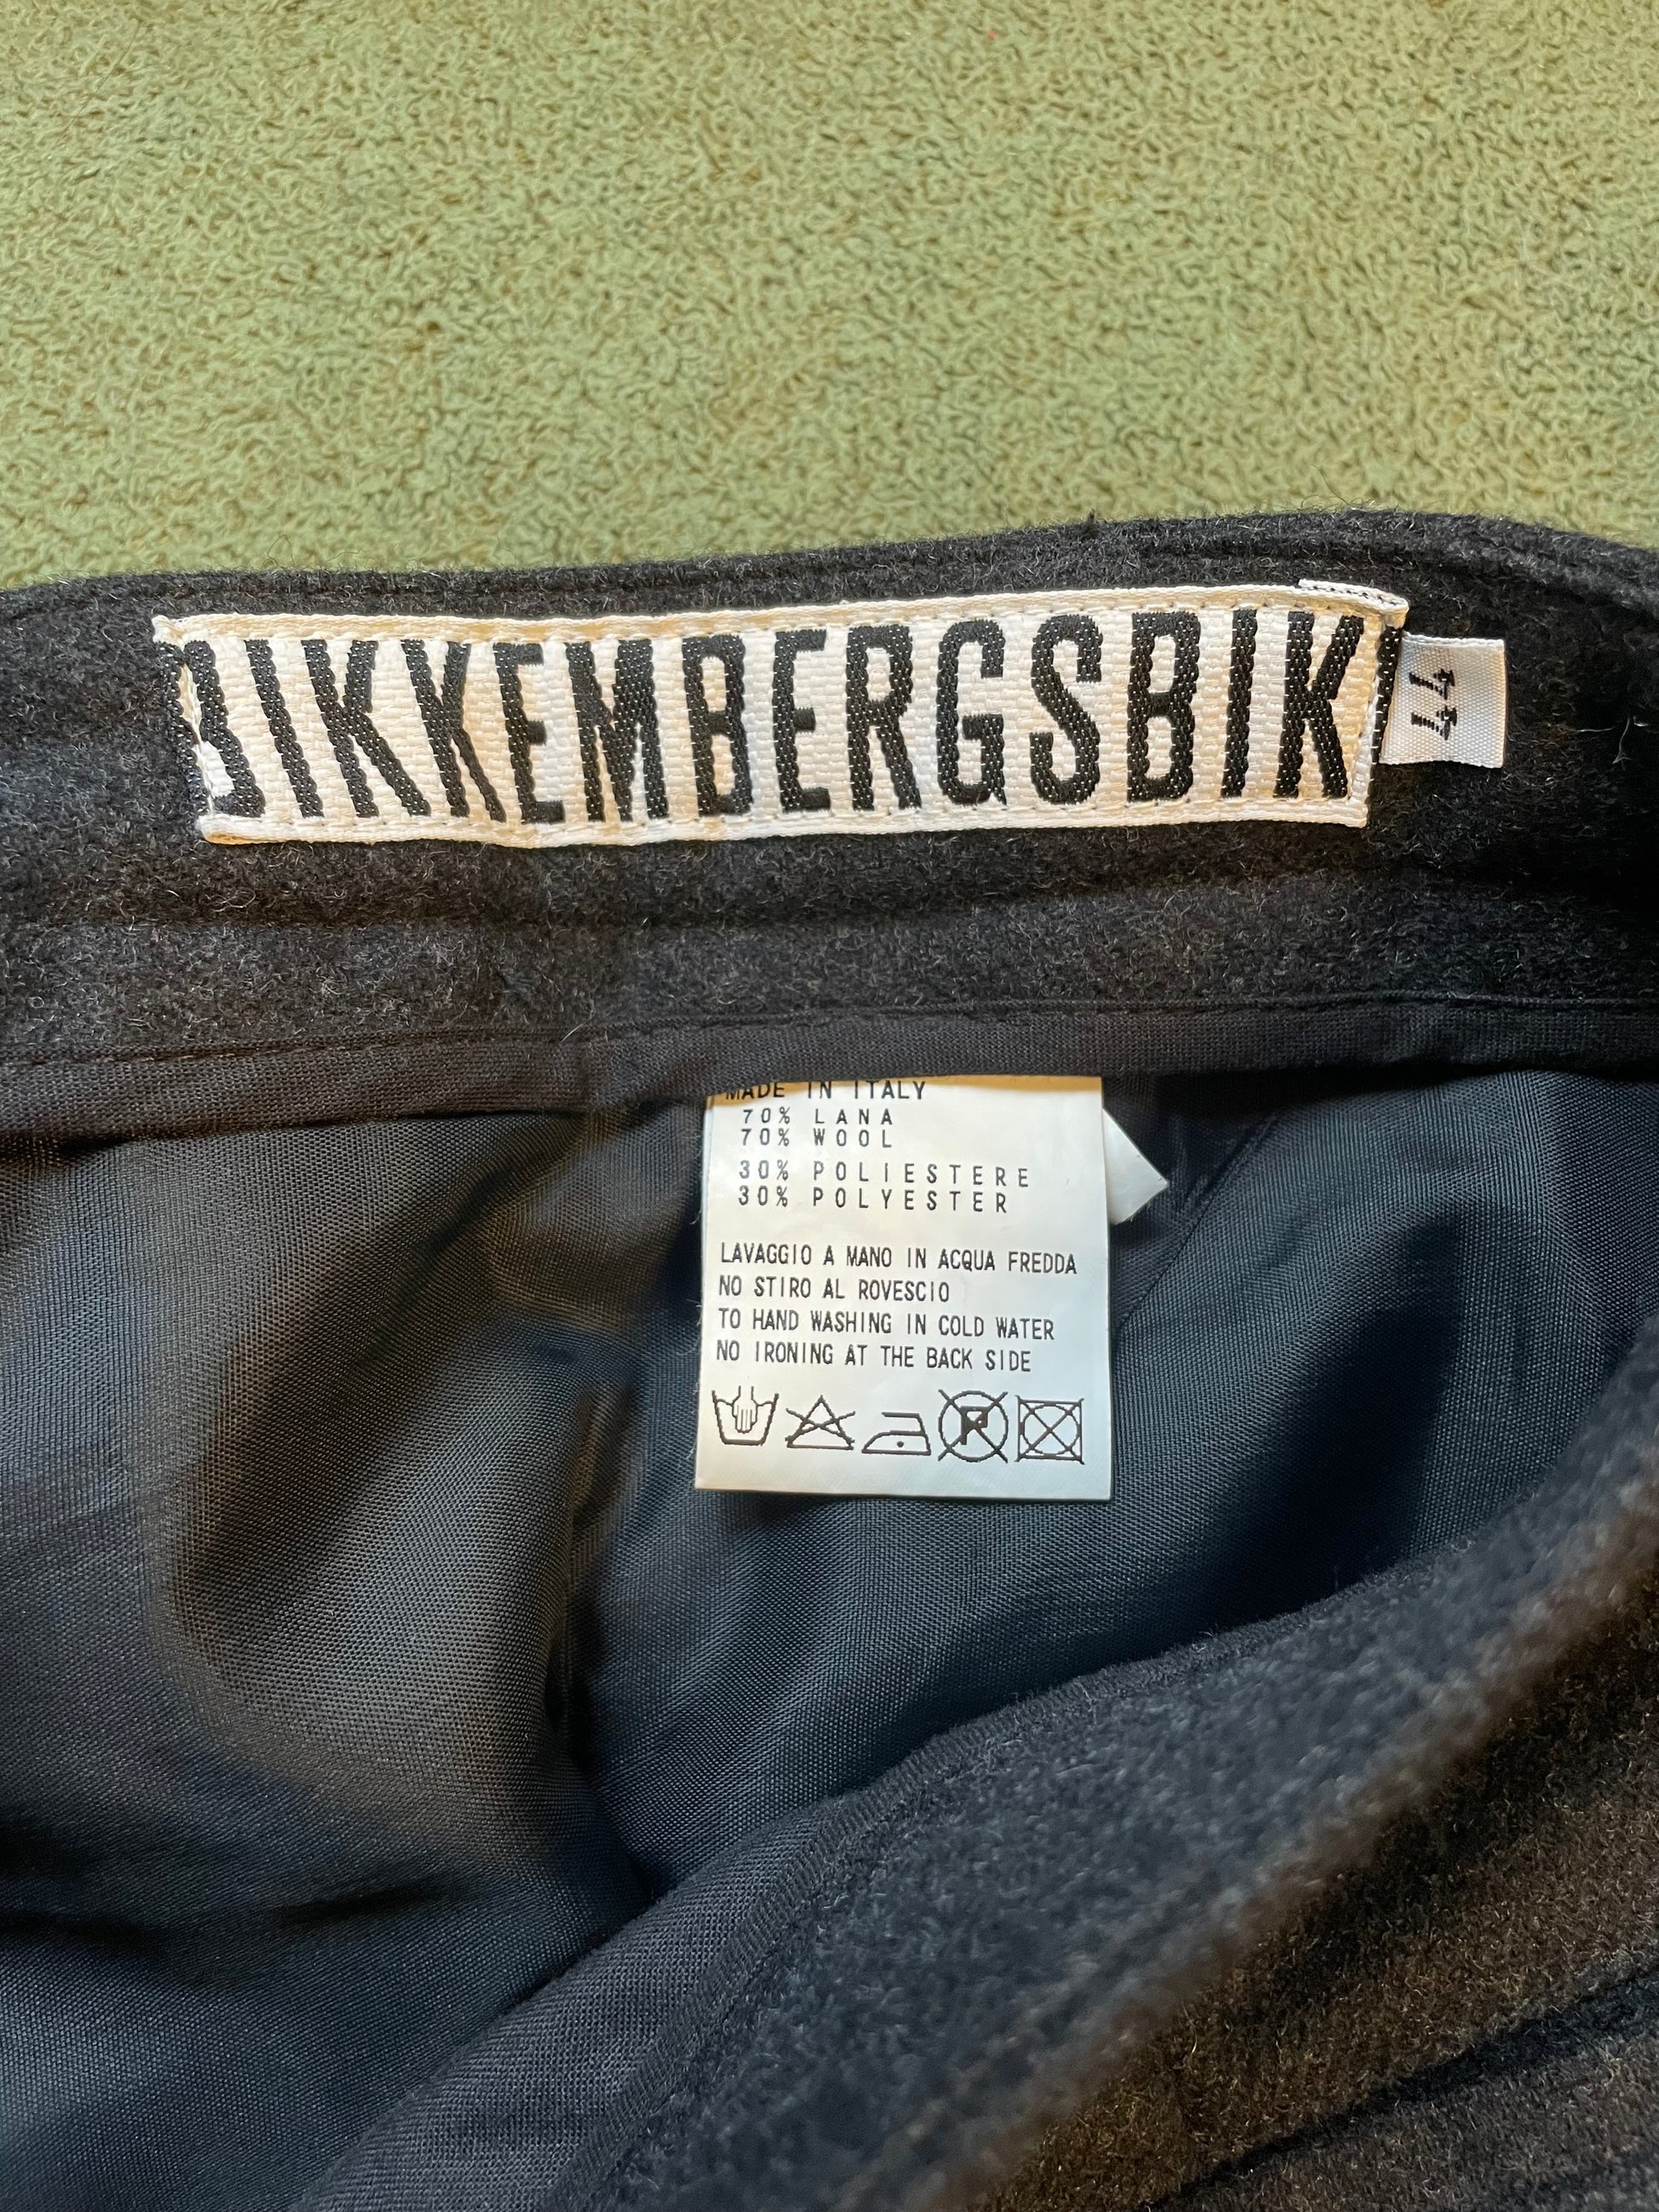 BIKKEMBERGSBIK
44
MADE IN ITALY
70% LANA
70% WOOL
30% POLIESTERE
30% POLYESTER
LAVAGGIO A MANO IN ACQUA FREDDA
NO STIRO AL ROVESCIO
TO HAND WASHING IN COLD WATER
NO IRONING AT THE BACK SIDE
P